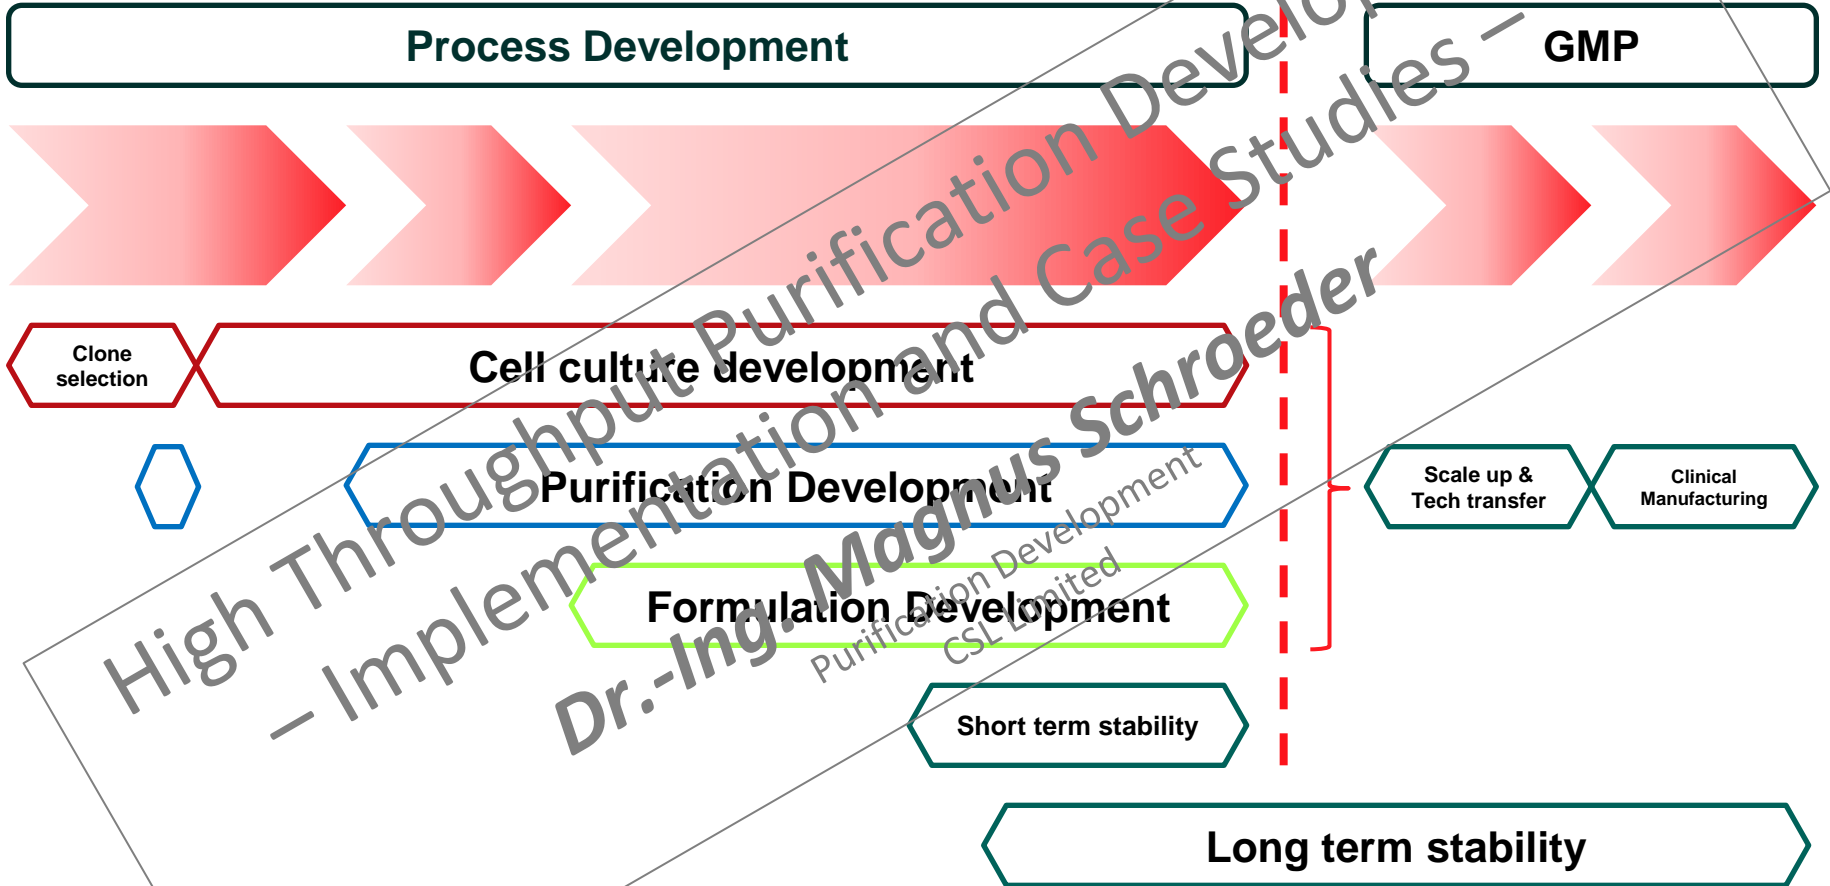 Process Development
GMP
Clone
selection
Cell culture development
Purification Development
Scale up &
Tech transfer
Clinical
Manufacturing
Formulation Development
Short term stability
Long term stability
High Throughput Purification
– Implementation and Case Studies –
Dr.-Ing. Magnus Schroeder
Purification Development
CSL Limited